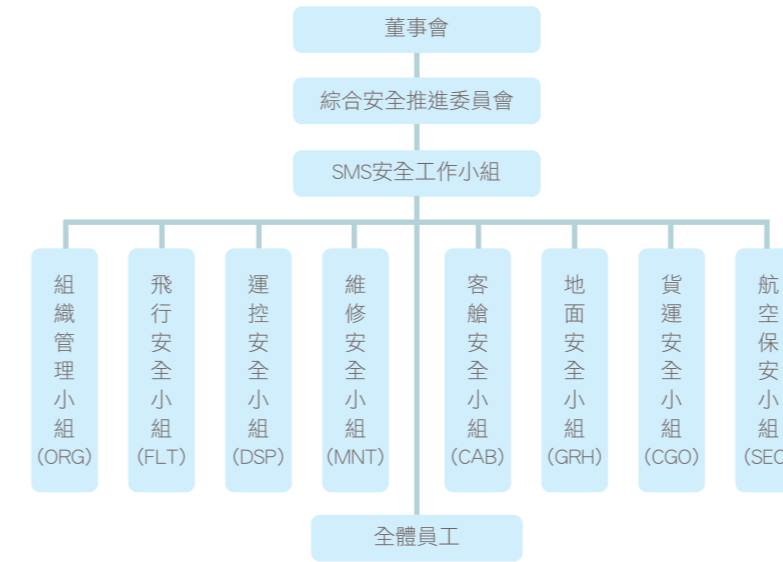 董事會
綜合安全推進委員會
SMS安全工作小組
組織管理小組
(ORG)
飛行安全小組
(FLT)
運控安全小組
(DSP)
維修安全小組
(MNT)
客艙安全小組
(CAB)
地面安全小組
(GRH)
貨運安全小組
(CGO)
航空保安小組
(SEC
全體員工